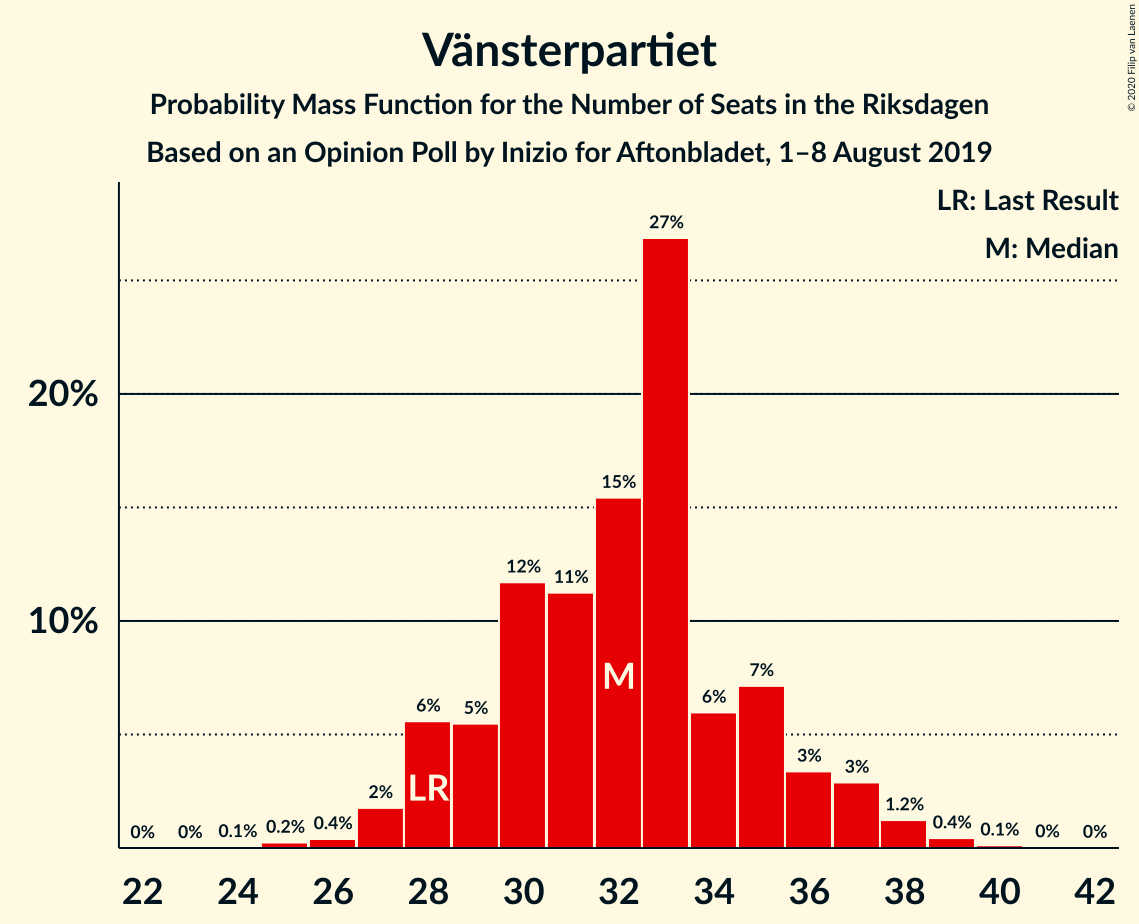 Vänsterpartiet
Probability Mass Function for the Number of Seats in the Riksdagen
Based on an Opinion Poll by Inizio for Aftonbladet, 1–8 August 2019
© 2020 Filip van Laenen
LR: Last Result
M: Median
27%
20%
15%
12%
11%
10%
M
7%
6%
6%
5%
LR
3%
3%
2%
1.2%
0%
0%
0.1%
0.2%
0.4%
0.4%
0.1%
0%
0%
22 24 26 28 30 32 34 36 38 40 42